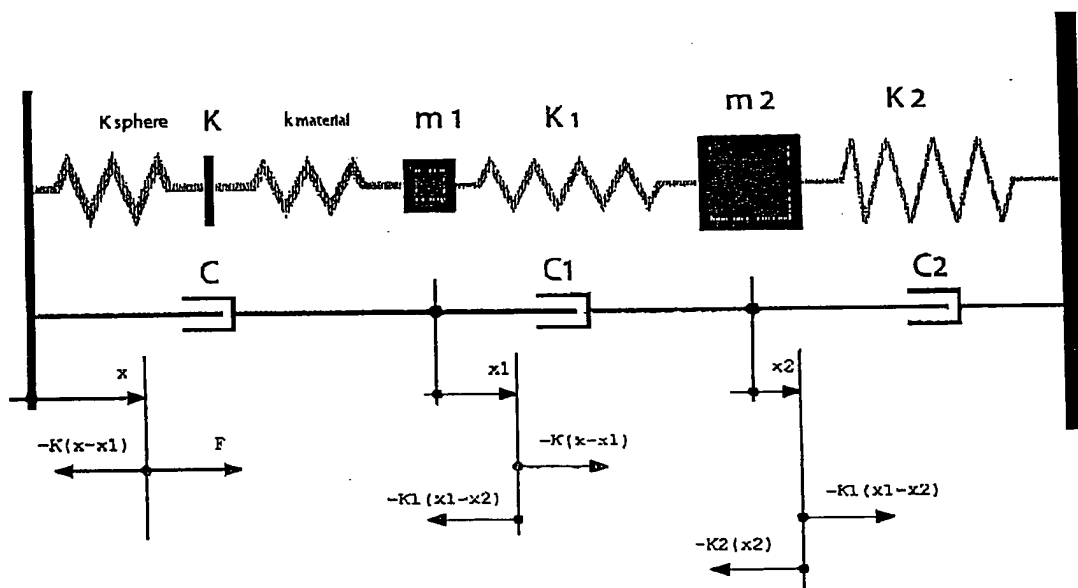 K sphere K k material m 1 K 1 m 2 K 2
C C1 C2
x x1 x2
-K(x-x1) F -K(x-x1)
-K1(x1-x2) -K1(x1-x2)
-K2(x2)